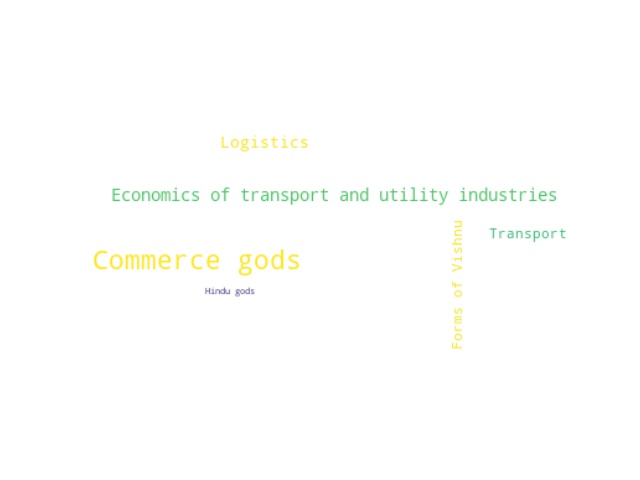 Logistics
Economics of transport and utility industries
Forms of Vishnu
Transport
Commerce gods
Hindu gods